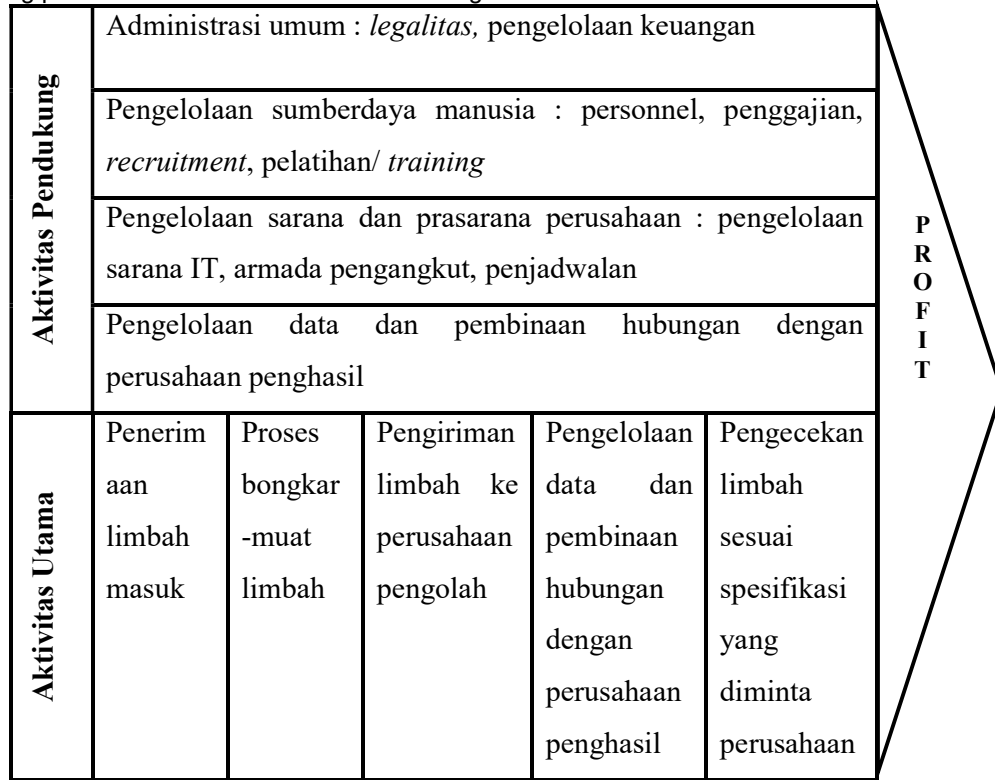 Aktivitas Pendukung
Administrasi umum : legalitas, pengelolaan keuangan
Pengelolaan sumberdaya manusia : personnel, penggajian,
recruitment, pelatihan/ training
Pengelolaan sarana dan prasarana perusahaan : pengelolaan
sarana IT, armada pengangkut, penjadwalan
Pengelolaan data dan pembinaan hubungan dengan
perusahaan penghasil
Aktivitas Utama
Penerim
aan
limbah
masuk
Proses
bongkar
-muat
limbah
Pengiriman
limbah ke
perusahaan
pengolah
Pengelolaan
data dan
pembinaan
hubungan
dengan
perusahaan
penghasil
Pengecekan
limbah
sesuai
spesifikasi
yang
diminta
perusahaan
P
R
O
F
I
T